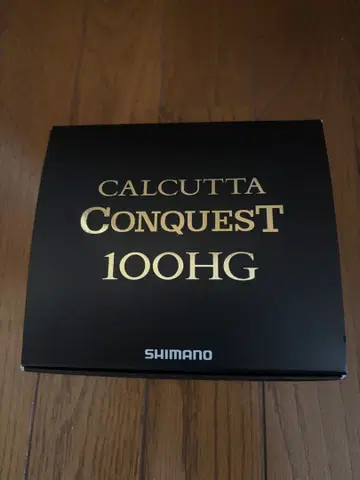 CALCUTTA
CONQUEST
100HG
SHIMANO